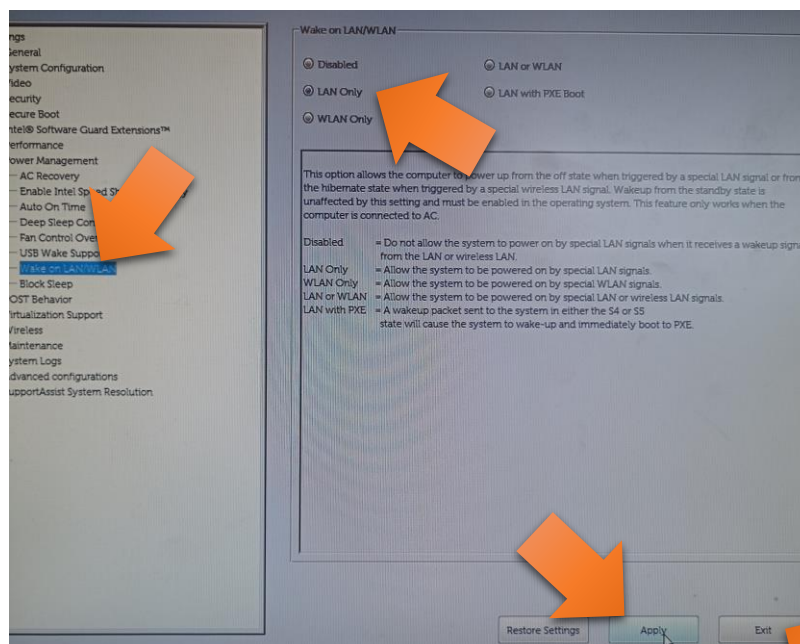 ngs
General
ystem Configuration
ideo
ecurity
ecure Boot
ntel® Software Guard Extensions™
erformance
ower Management
AC Recovery
Enable Intel Speed
Auto On Time
Deep Sleep Con
Fan Control Ove
USB Wake Suppo
Wake on LAN/WLAN
Block Sleep
OST Behavior
irtualization Support
ireless
aintenance
ystem Logs
dvanced configurations
upportAssist System Resolution
Wake on LAN/WLAN
Disabled
LAN or WLAN
LAN Only
LAN with PXE Boot
WLAN Only
This option allows the computer to power up from the off state when triggered by a special LAN signal or from
the hibernate state when triggered by a special wireless LAN signal. Wakeup from the standby state is
unaffected by this setting and must be enabled in the operating system. This feature only works when the
computer is connected to AC.
Disabled = Do not allow the system to power on by special LAN signals when it receives a wakeup signa
from the LAN or wireless LAN.
LAN Only = Allow the system to be powered on by special LAN signals.
WLAN Only = Allow the system to be powered on by special WLAN signals.
LAN or WLAN = Allow the system to be powered on by special LAN or wireless LAN signals.
LAN with PXE = A wakeup packet sent to the system in either the S4 or S5
state will cause the system to wake-up and immediately boot to PXE.
Restore Settings
Apply
Exit